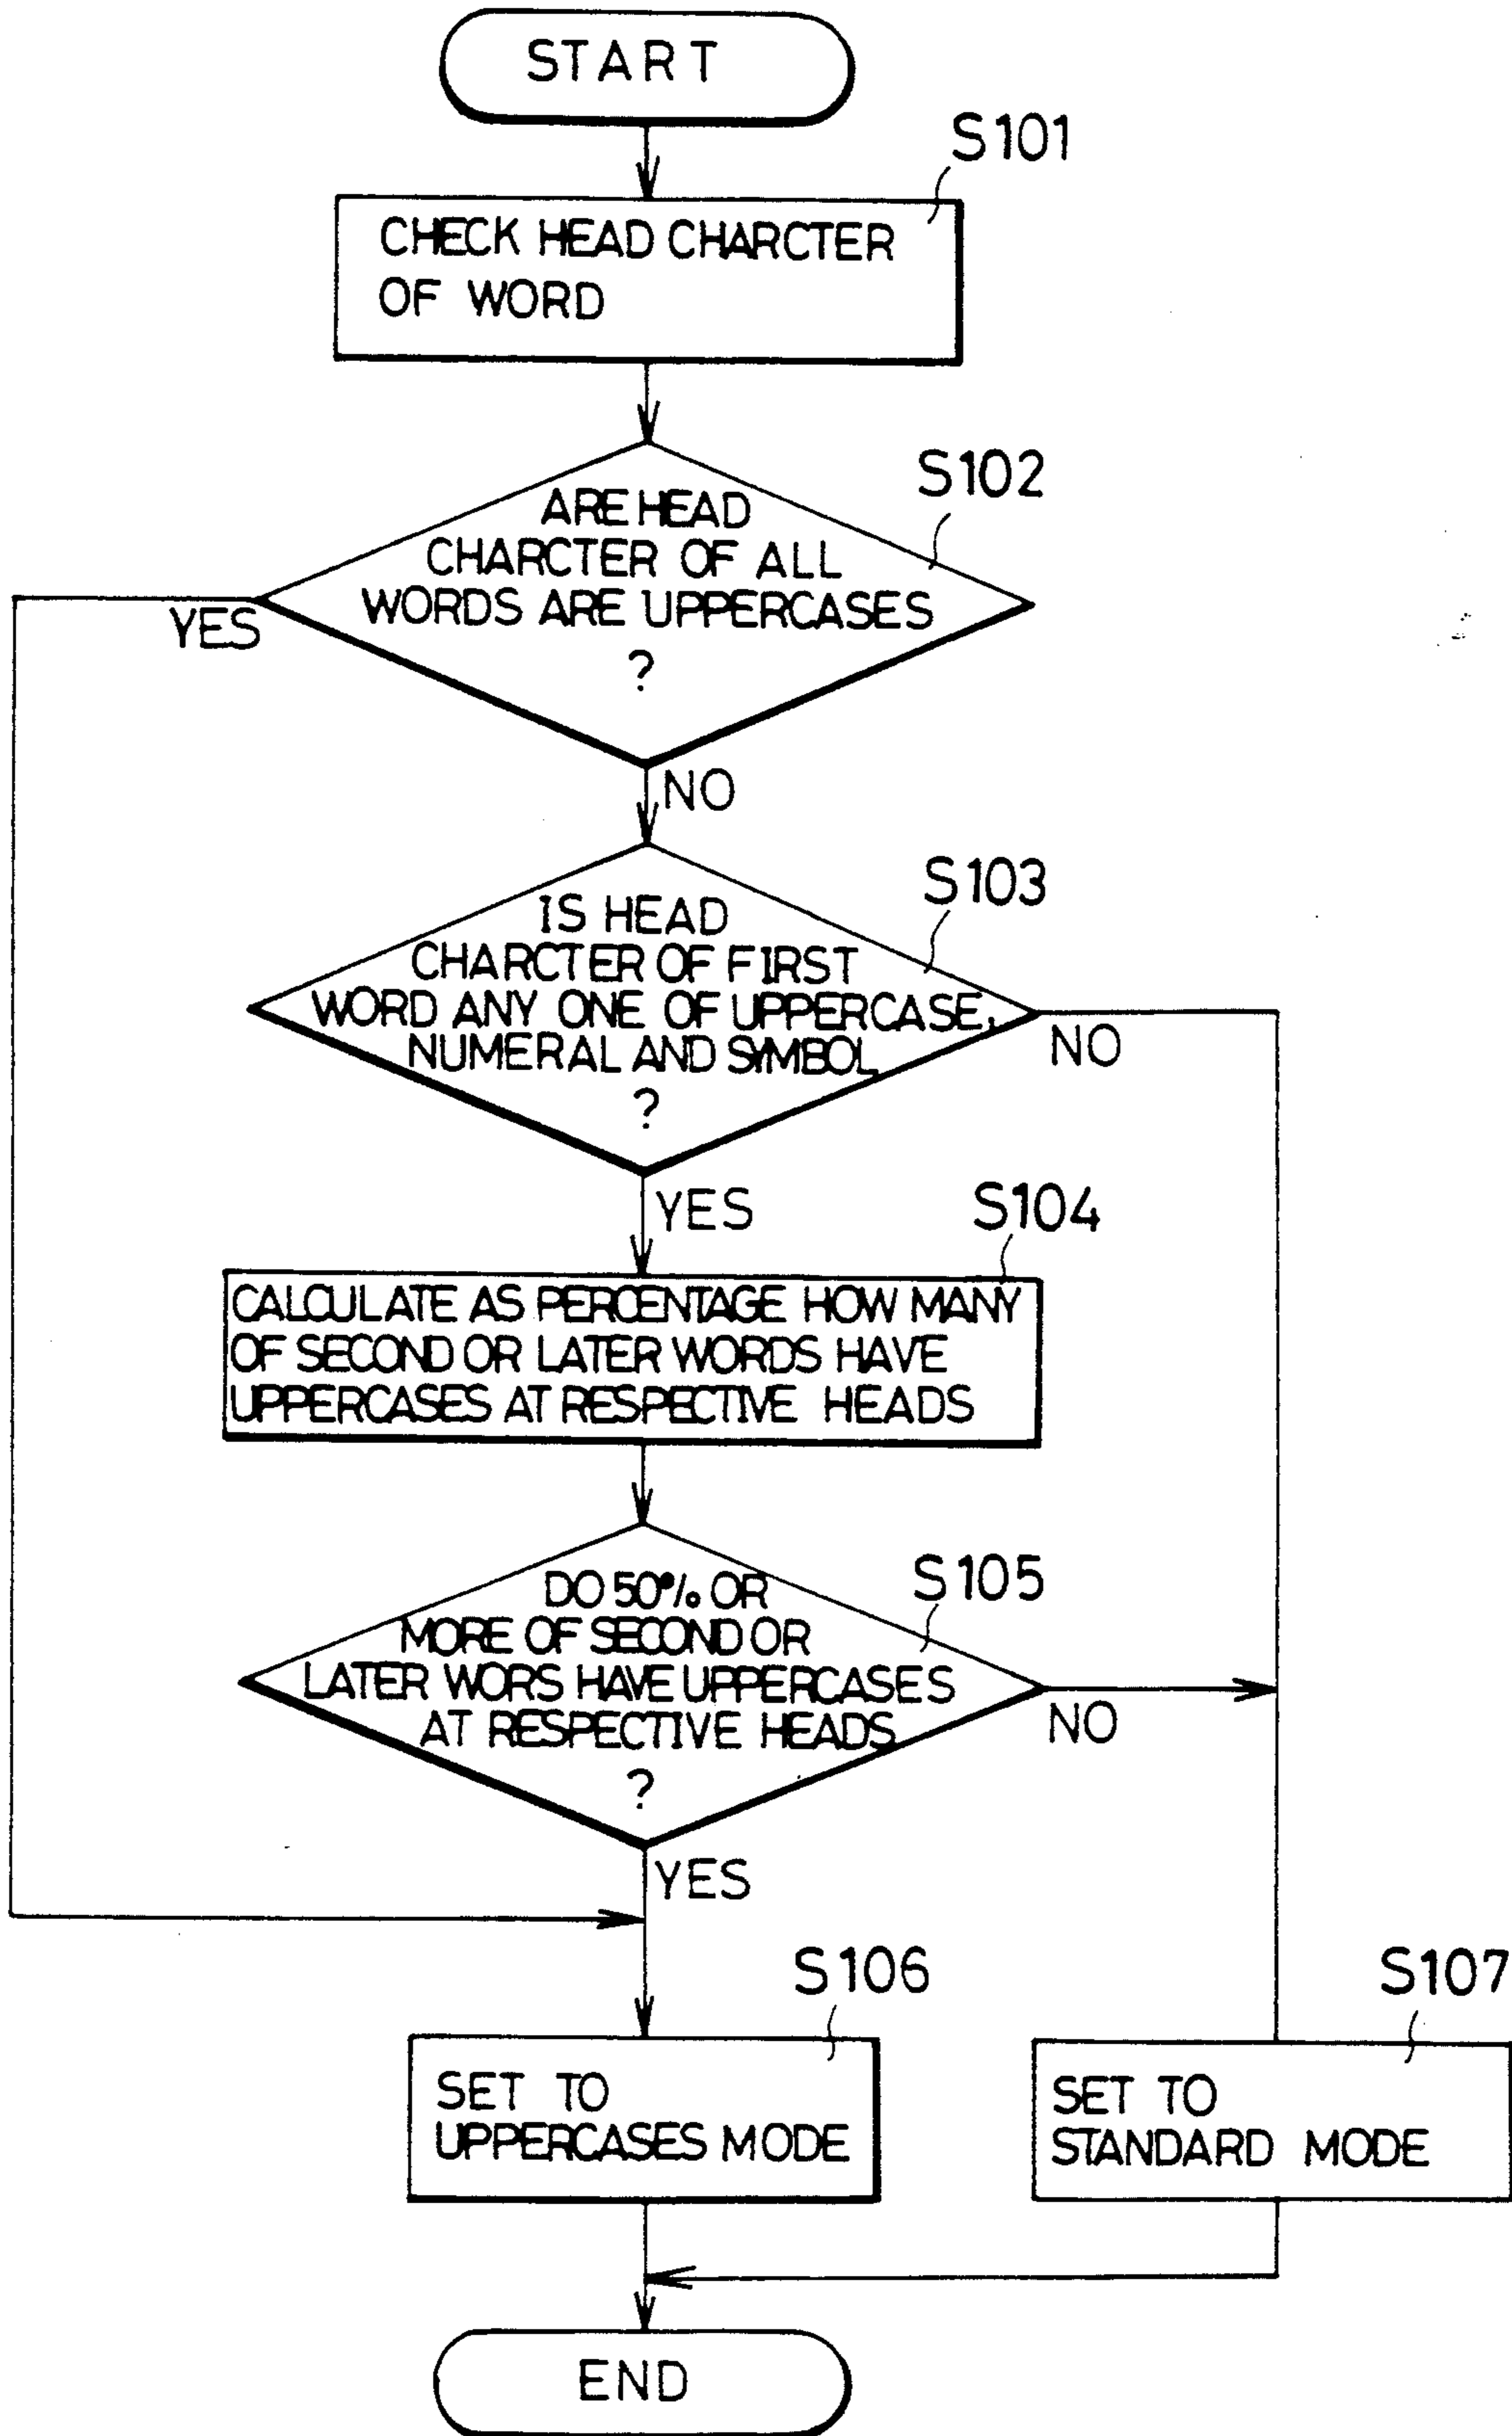 START
S101
CHECK HEAD CHARCTER
OF WORD
S102
ARE HEAD
CHARCTER OF ALL
WORDS ARE UPPERCASES
?
YES
NO
S103
IS HEAD
CHARCTER OF FIRST
WORD ANY ONE OF UPPERCASE,
NUMERAL AND SYMBOL
?
NO
YES
S104
CALCULATE AS PERCENTAGE HOW MANY
OF SECOND OR LATER WORDS HAVE
UPPERCASES AT RESPECTIVE HEADS
S105
DO 50% OR
MORE OF SECOND OR
LATER WORS HAVE UPPERCASES
AT RESPECTIVE HEADS
?
NO
YES
S106
SET TO
UPPERCASES MODE
S107
SET TO
STANDARD MODE
END